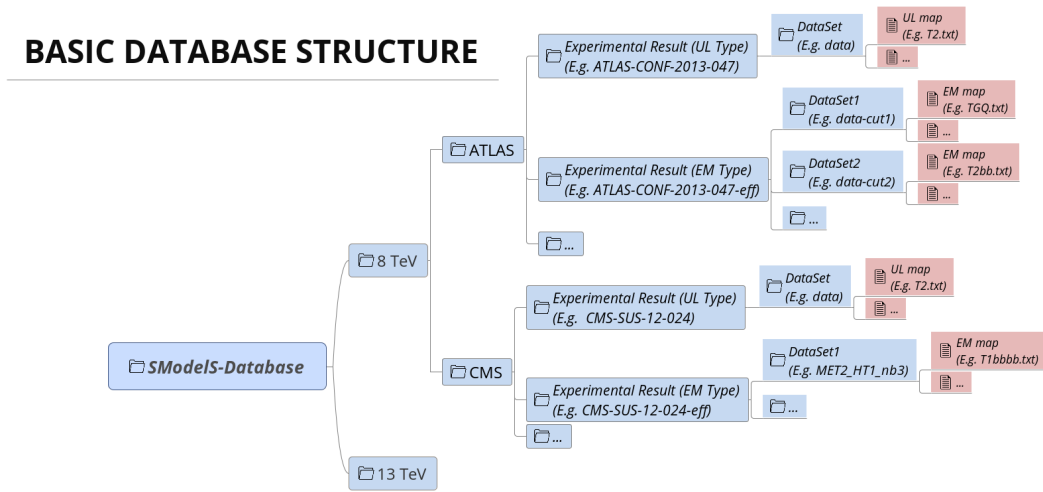 BASIC DATABASE STRUCTURE
SModelS-Database
8 TeV
ATLAS
Experimental Result (UL Type)
(E.g. ATLAS-CONF-2013-047)
DataSet
(E.g. data)
UL map
(E.g. T2.txt)
...
Experimental Result (EM Type)
(E.g. ATLAS-CONF-2013-047-eff)
DataSet1
(E.g. data-cut1)
EM map
(E.g. TGQ.txt)
...
DataSet2
(E.g. data-cut2)
EM map
(E.g. T2bb.txt)
...
...
...
CMS
Experimental Result (UL Type)
(E.g. CMS-SUS-12-024)
DataSet
(E.g. data)
UL map
(E.g. T2.txt)
...
Experimental Result (EM Type)
(E.g. CMS-SUS-12-024-eff)
DataSet1
(E.g. MET2_HT1_nb3)
EM map
(E.g. T1bbbb.txt)
...
...
...
13 TeV